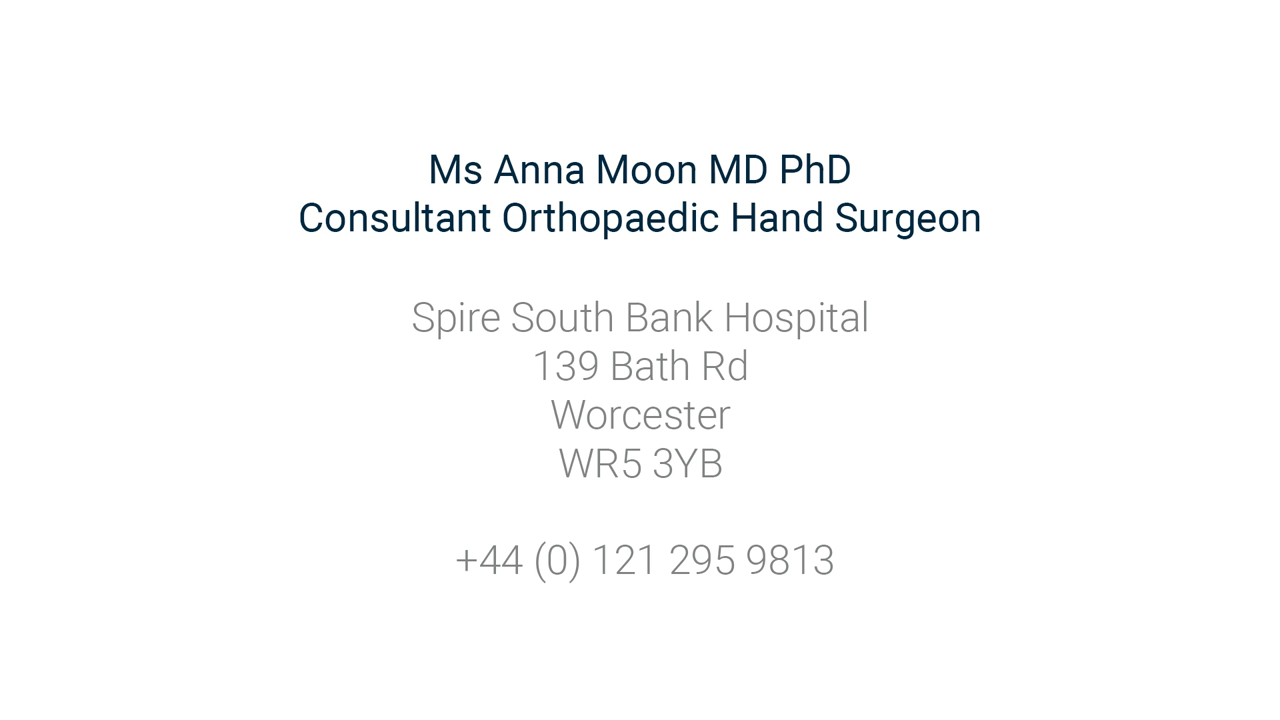 Ms Anna Moon MD PhD
Consultant Orthopaedic Hand Surgeon
Spire South Bank Hospital
139 Bath Rd
Worcester
WR5 3YB
+44 (0) 121 295 9813